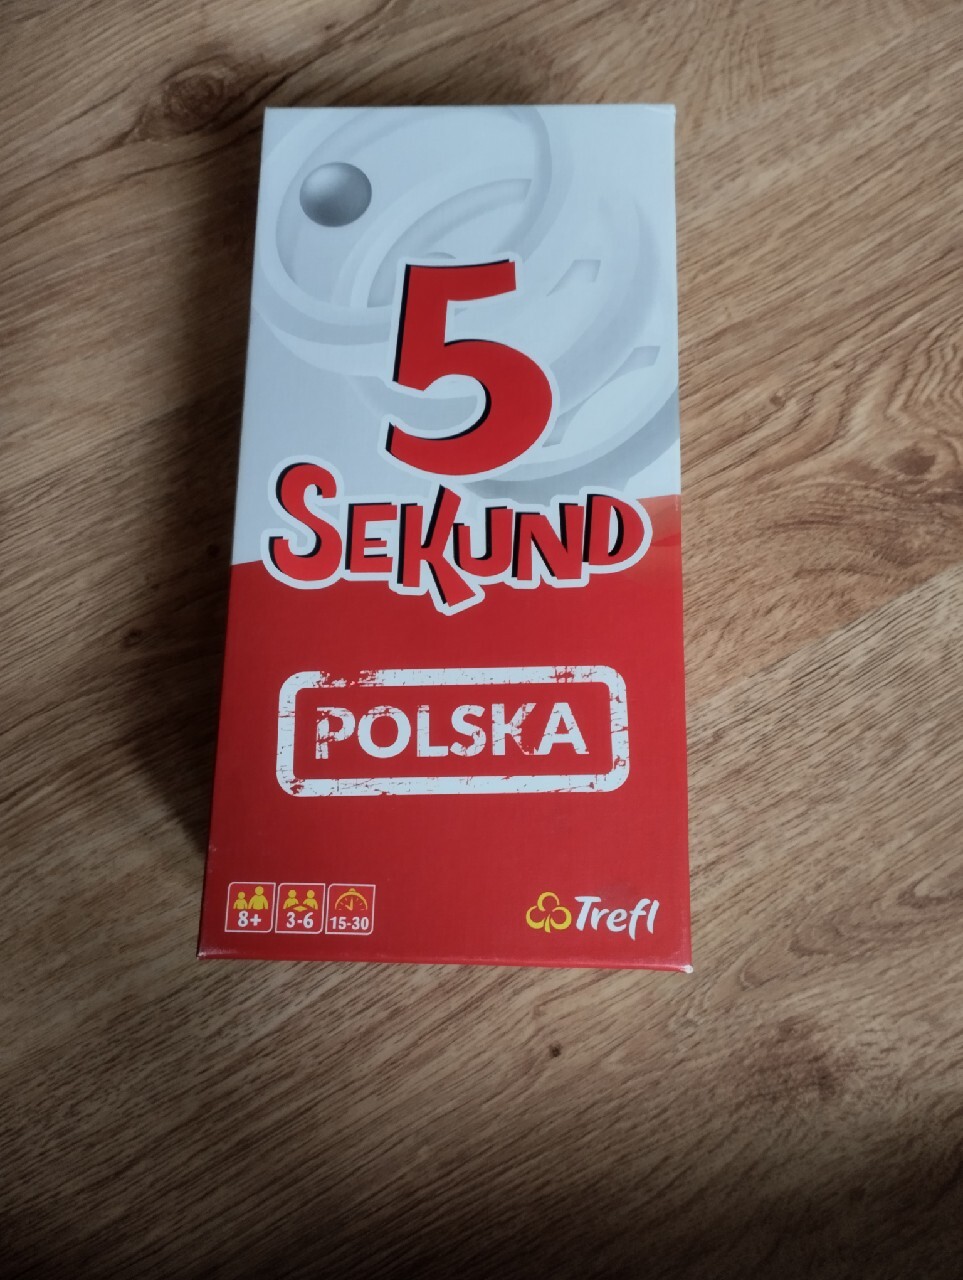 5
SEKUND
POLSKA
8+ 3-6 15-30
Trefl